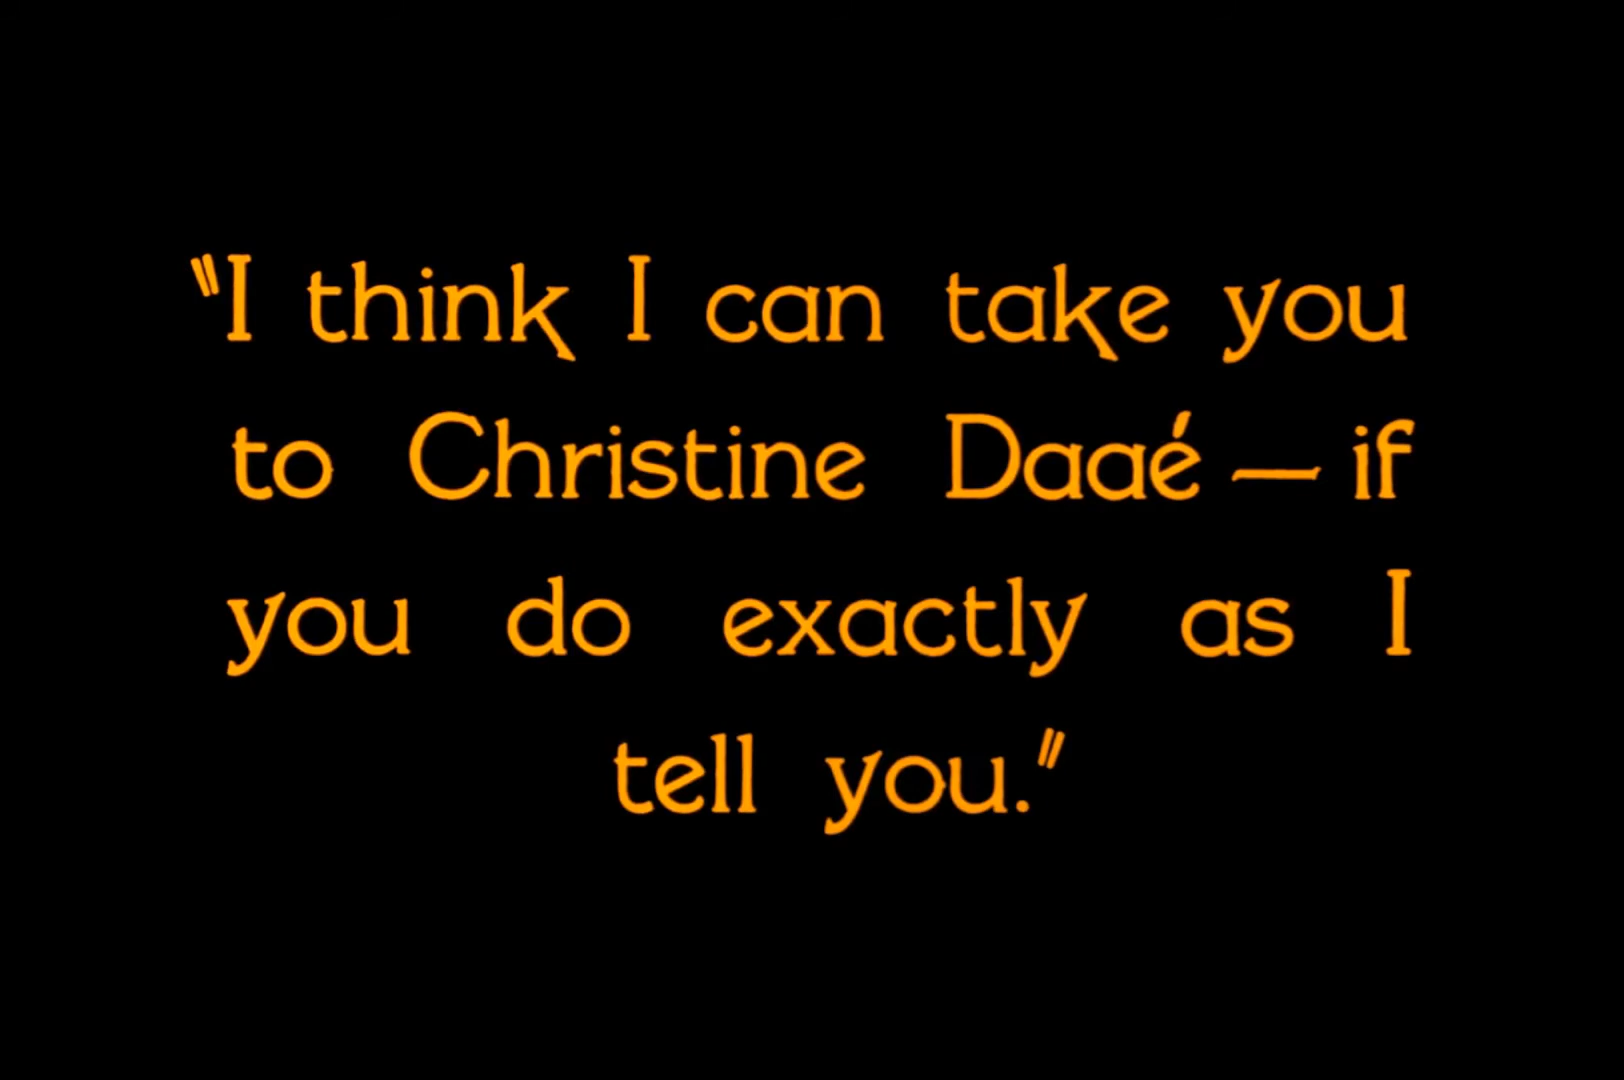 "I think I can take you
to Christine Daaé — if
you do exactly as I
tell you."